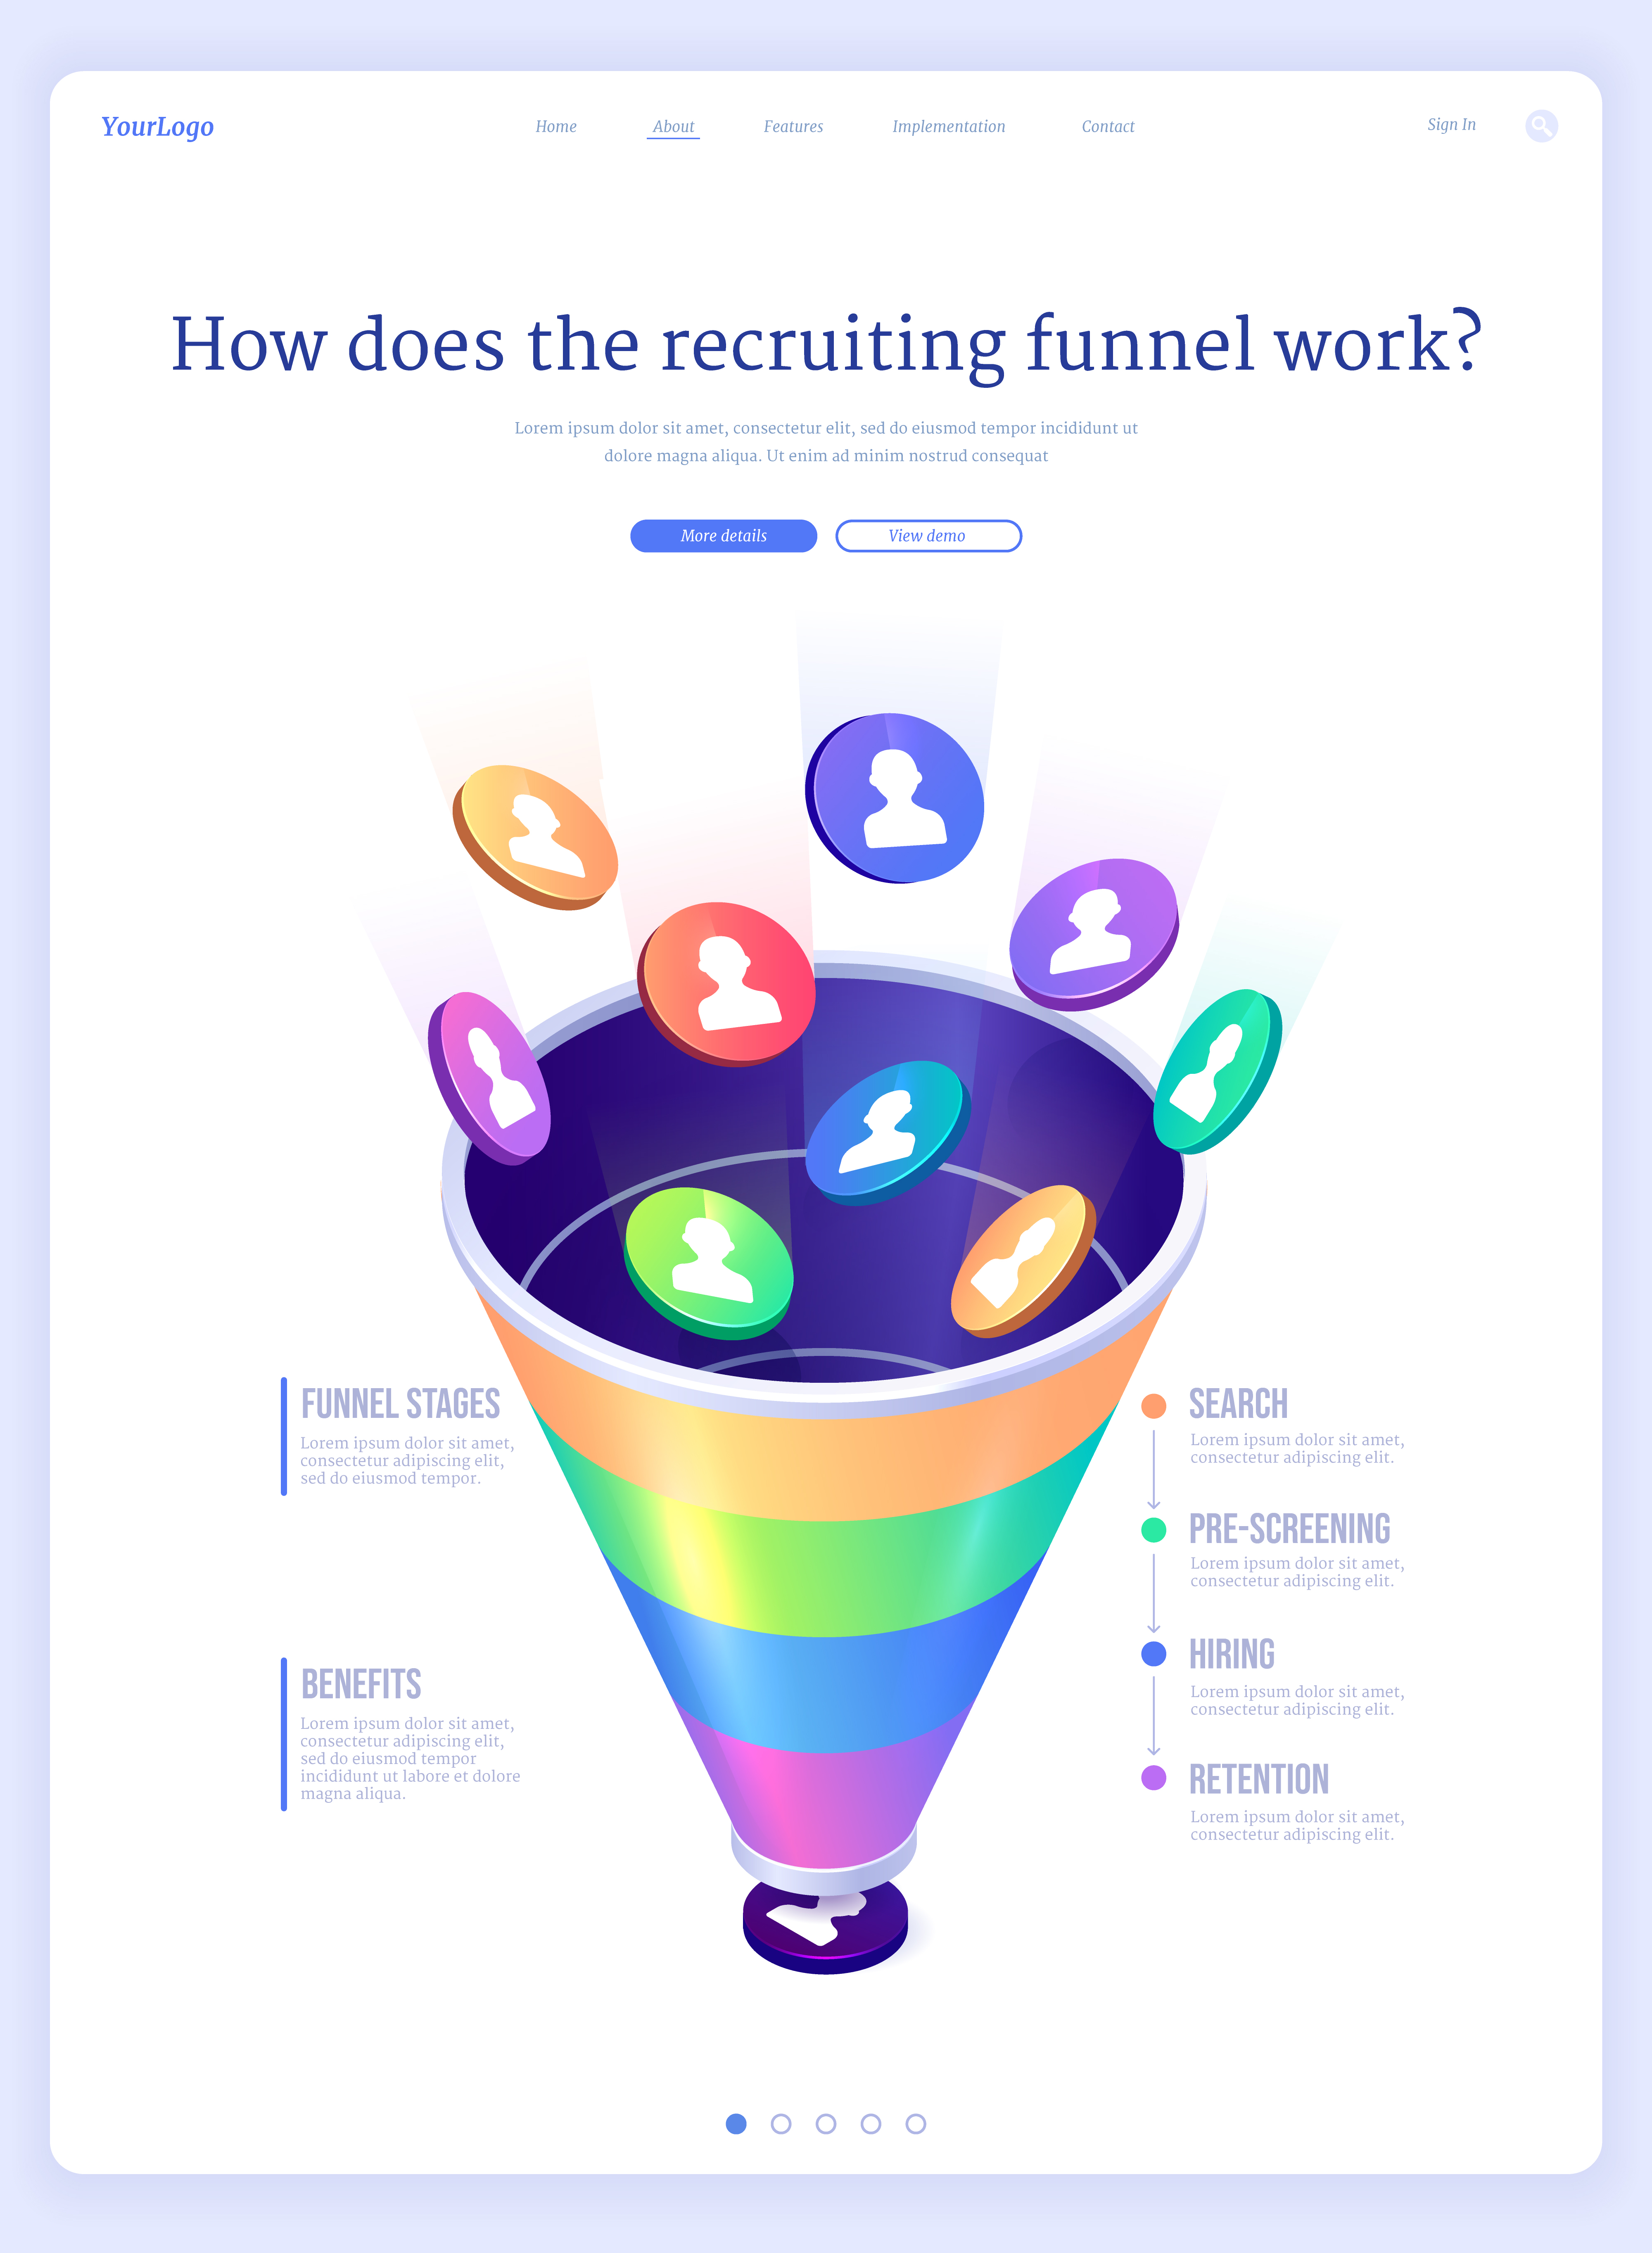 YourLogo
Home
About
Features
Implementation
Contact
Sign In
How does the recruiting funnel work?
Lorem ipsum dolor sit amet, consectetur elit, sed do eiusmod tempor incididunt ut
dolore magna aliqua. Ut enim ad minim nostrud consequat
More details
View demo
FUNNEL STAGES
Lorem ipsum dolor sit amet,
consectetur adipiscing elit,
sed do eiusmod tempor.
BENEFITS
Lorem ipsum dolor sit amet,
consectetur adipiscing elit,
sed do eiusmod tempor
incididunt ut labore et dolore
magna aliqua.
SEARCH
Lorem ipsum dolor sit amet,
consectetur adipiscing elit.
PRE-SCREENING
Lorem ipsum dolor sit amet,
consectetur adipiscing elit.
HIRING
Lorem ipsum dolor sit amet,
consectetur adipiscing elit.
RETENTION
Lorem ipsum dolor sit amet,
consectetur adipiscing elit.